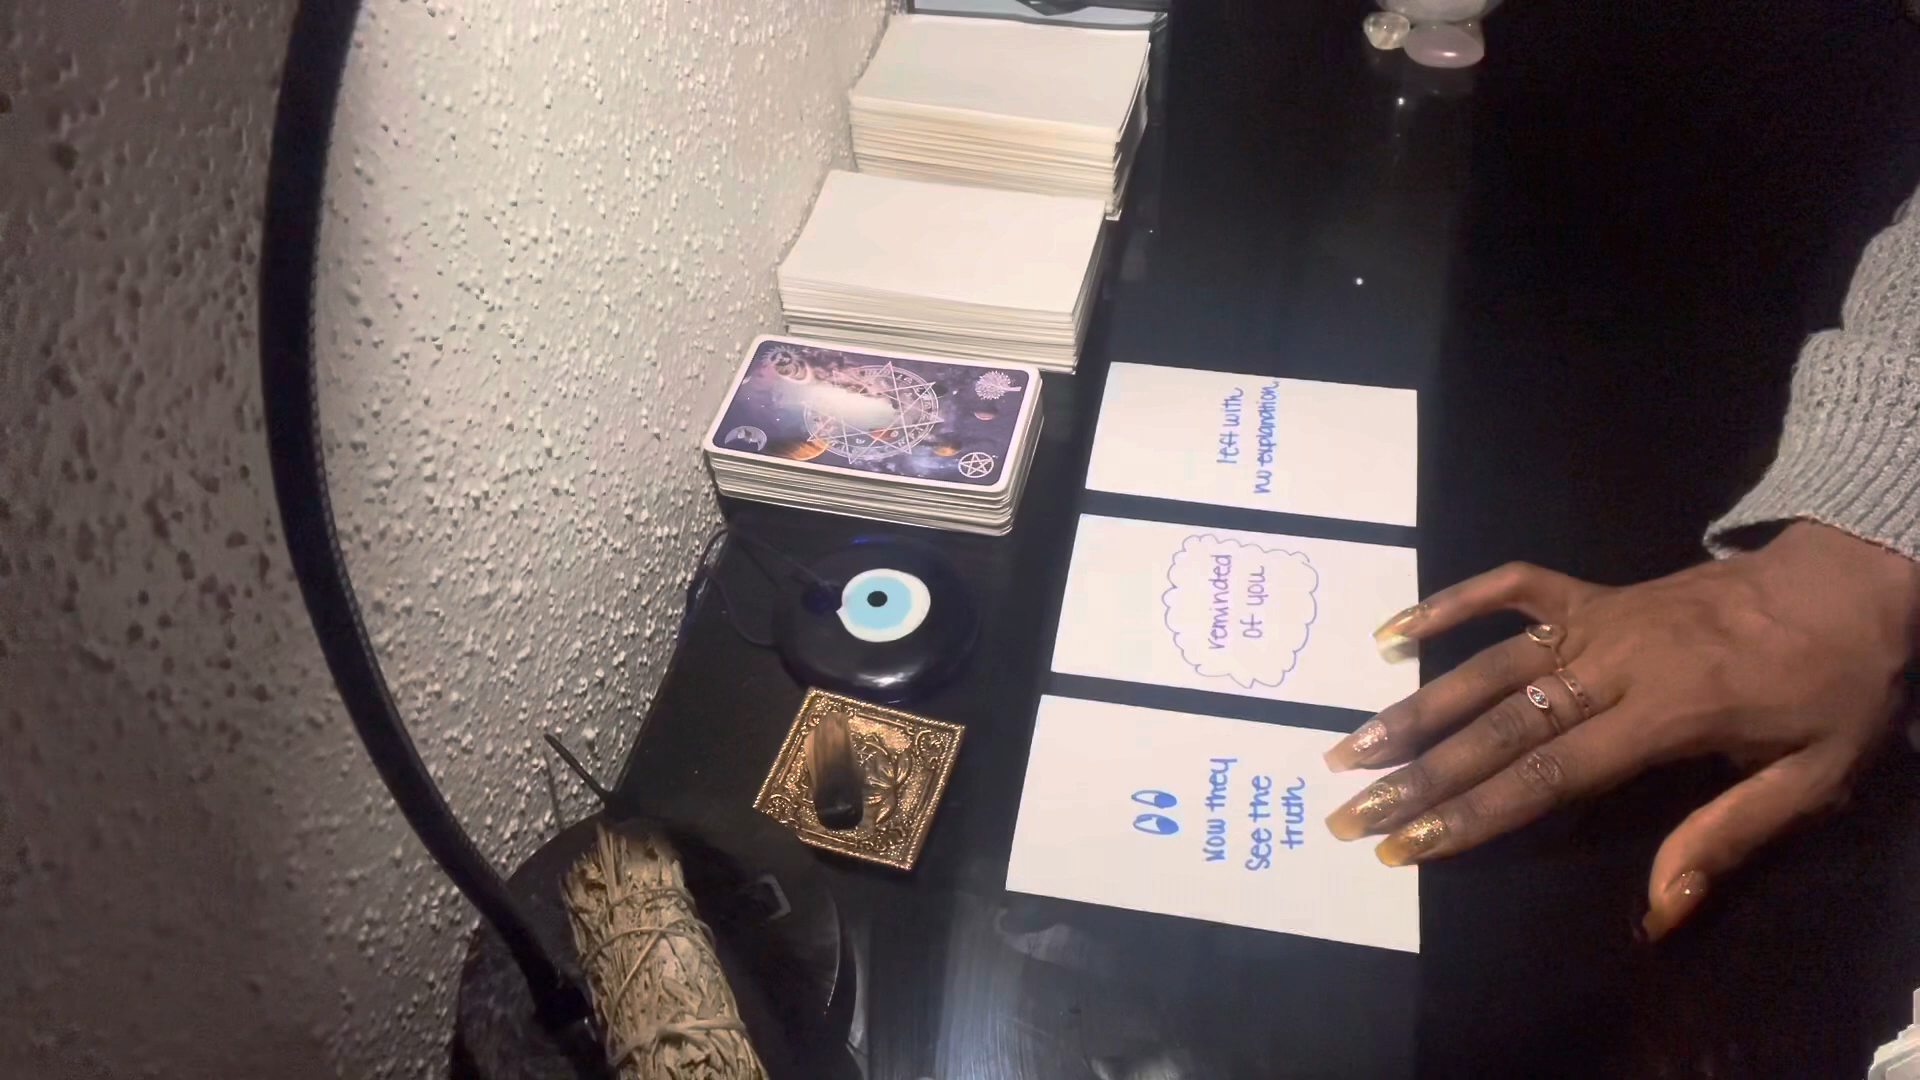 Now they
see the
truth
reminded
of you
left with
no explanation